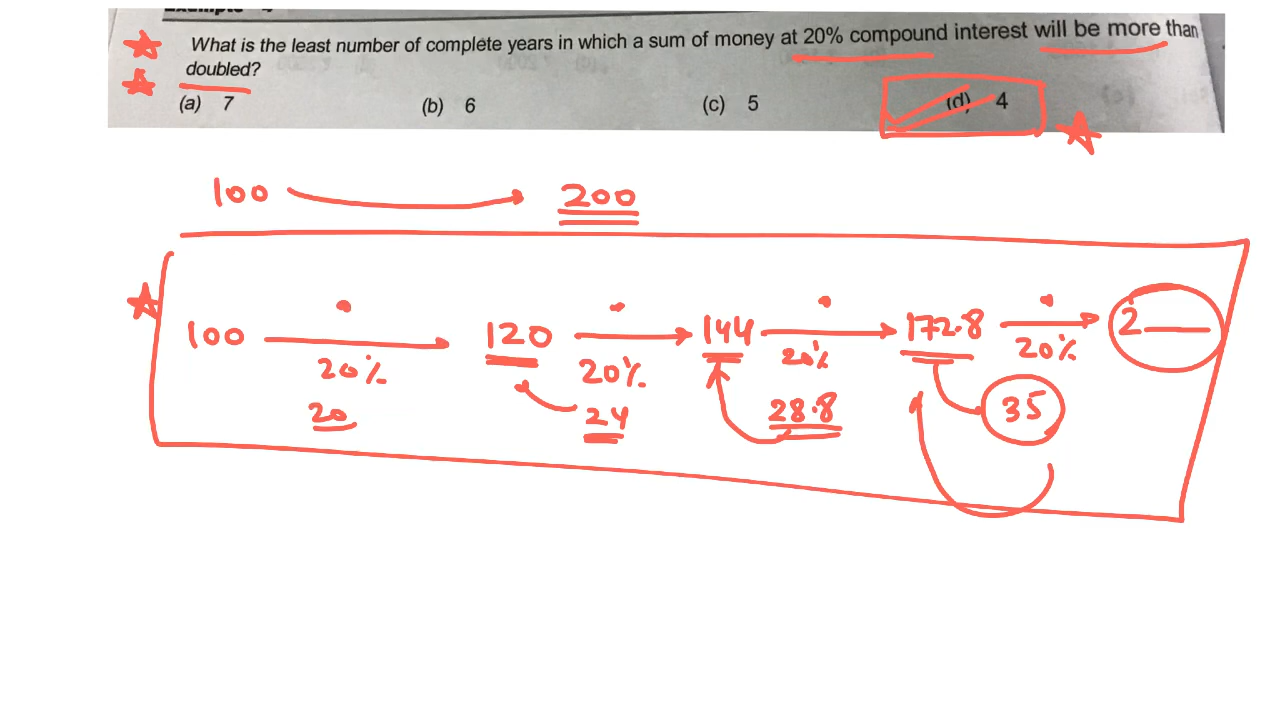 What is the least number of complete years in which a sum of money at 20% compound interest will be more than
doubled?
(a) 7 (b) 6 (c) 5 (d) 4
100 200
100 20% 120 20% 144 20% 172.8 20% 2
20 24 28.8 35